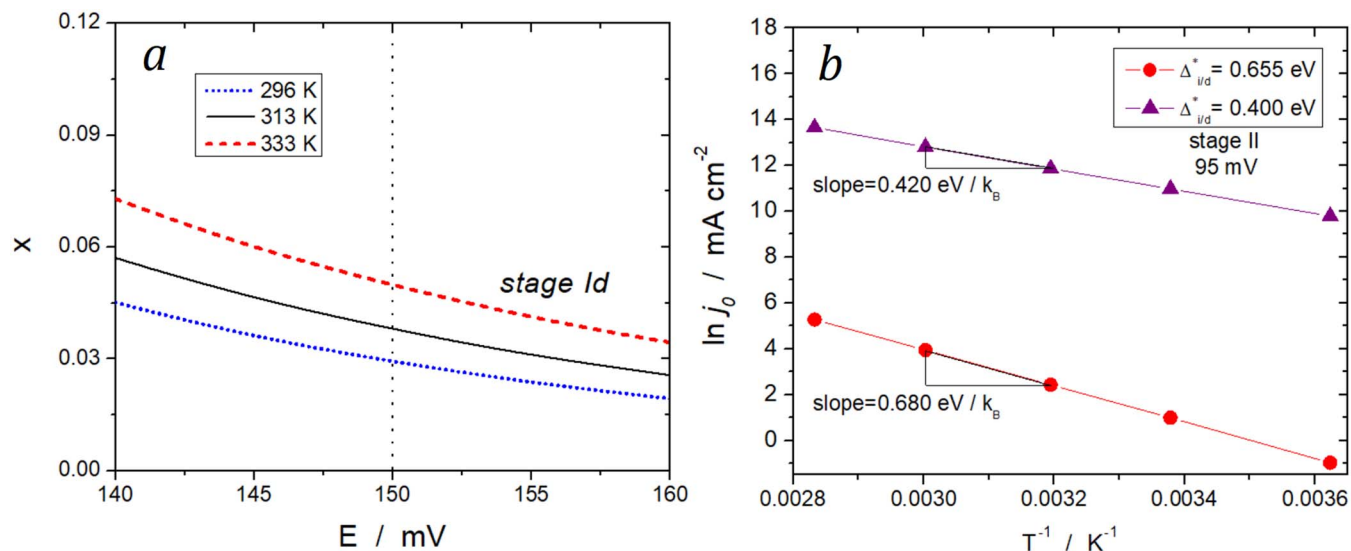 a
296 K
313 K
333 K
stage Id
0.12
0.09
0.06
0.03
0.00
x
140
145
150
155
160
E / mV
b
Δ*i/d = 0.655 eV
Δ*i/d = 0.400 eV
stage II
95 mV
slope=0.420 eV / kB
slope=0.680 eV / kB
18
16
14
12
10
8
6
4
2
0
ln j0 / mA cm-2
0.0028
0.0030
0.0032
0.0034
0.0036
T-1 / K-1